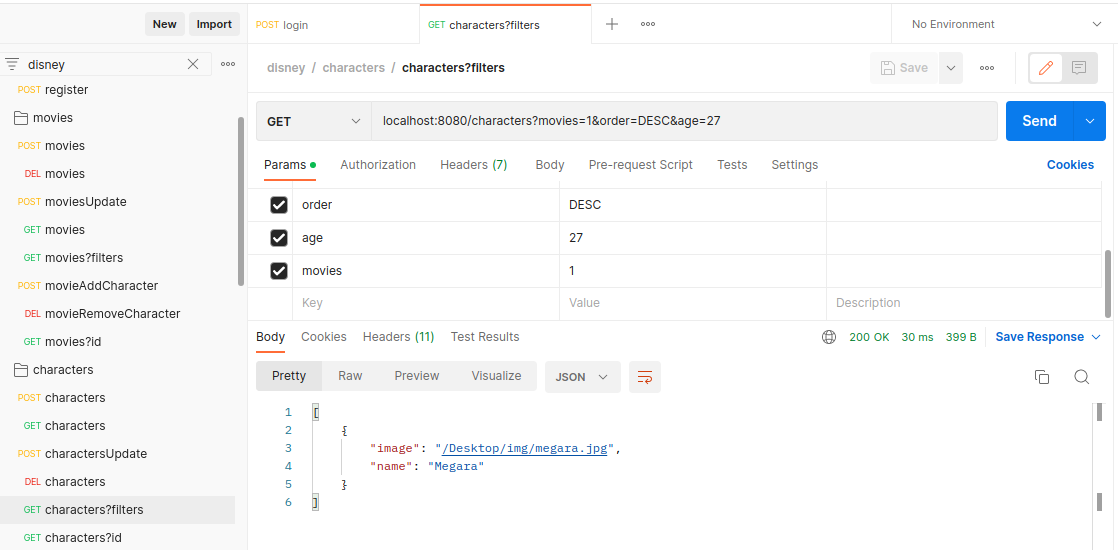 New Import
POST login GET characters?filters No Environment
disney
disney / characters / characters?filters Save
POST register
movies
POST movies
DEL movies
POST moviesUpdate
GET movies
GET movies?filters
POST movieAddCharacter
DEL movieRemoveCharacter
GET movies?id
characters
POST characters
GET characters
POST charactersUpdate
DEL characters
GET characters?filters
GET characters?id
GET localhost:8080/characters?movies=1&order=DESC&age=27 Send
Params Authorization Headers (7) Body Pre-request Script Tests Settings Cookies
order DESC
age 27
movies 1
Key Value Description
Body Cookies Headers (11) Test Results 200 OK 30 ms 399 B Save Response
Pretty Raw Preview Visualize JSON
1 [
2 {
3 "image": "/Desktop/img/megara.jpg",
4 "name": "Megara"
5 }
6 ]